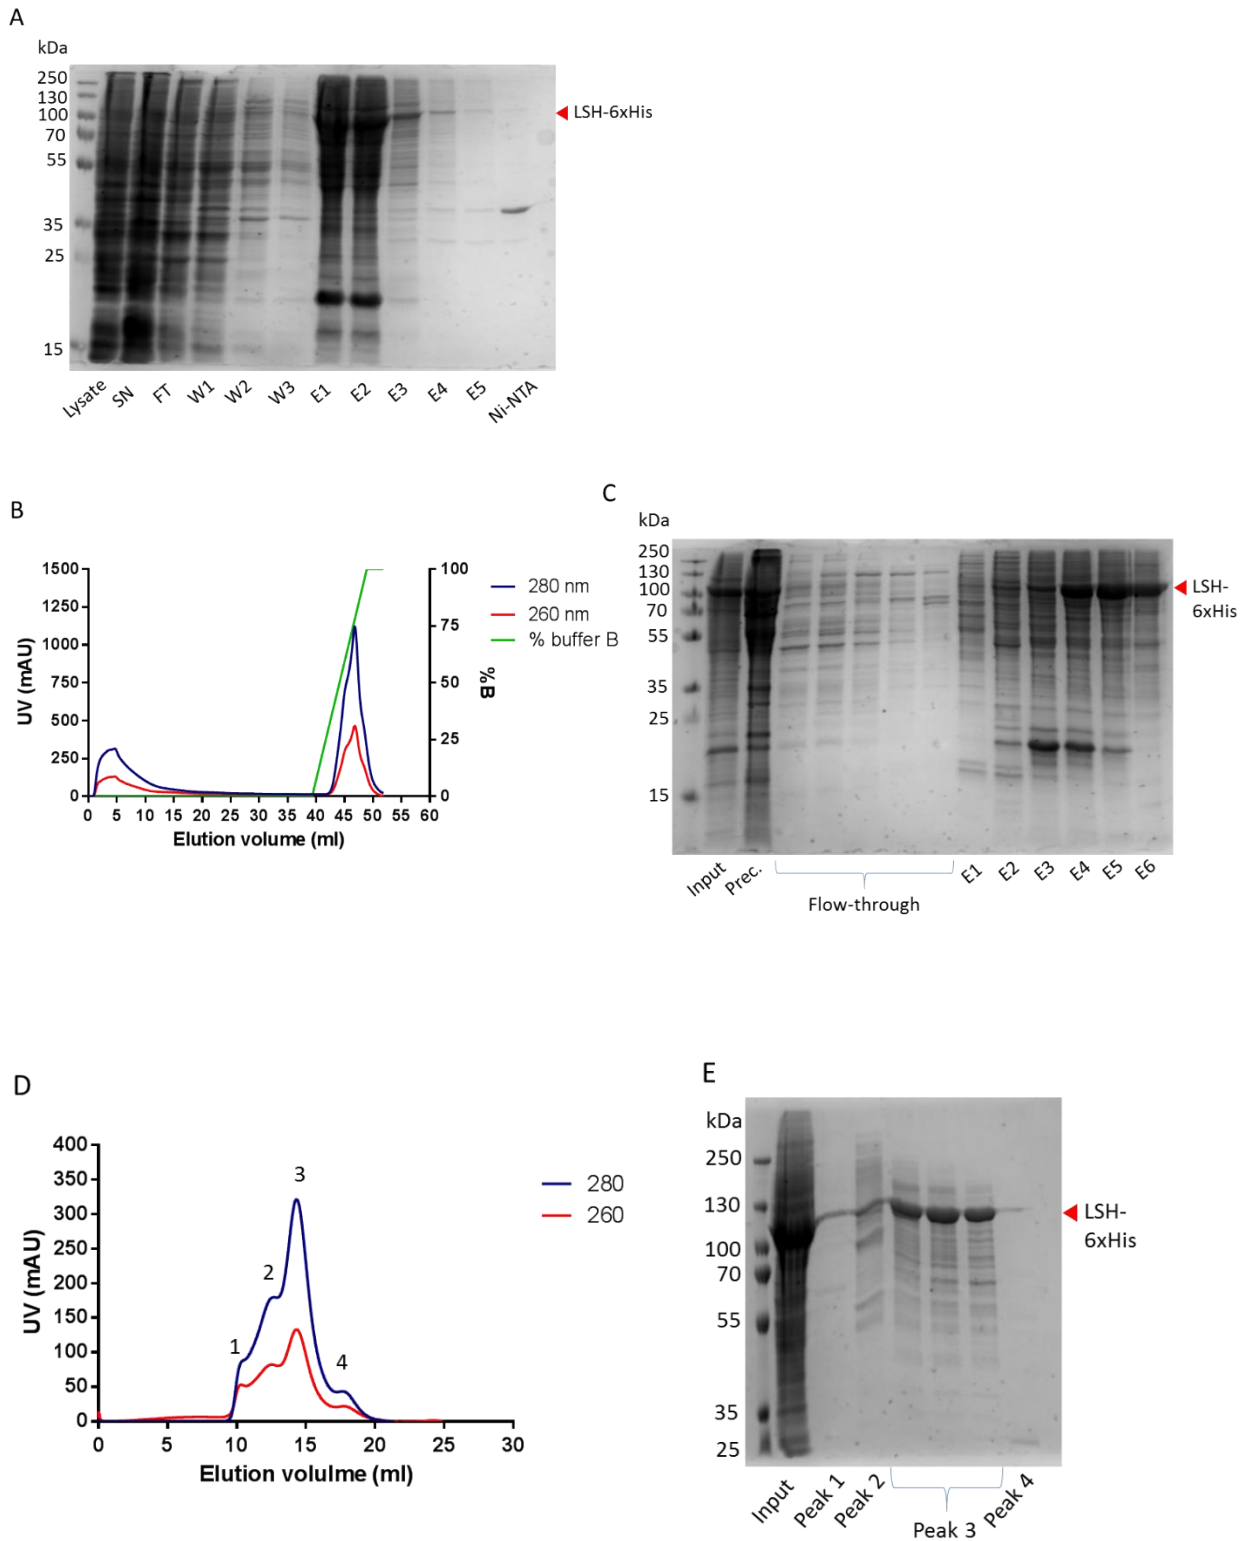 A
kDa
250
130
100
70
55
35
25
15
LSH-6xHis
Lysate SN FT W1 W2 W3 E1 E2 E3 E4 E5 Ni-NTA
B
1500
1250
1000
750
500
250
0
UV (mAU)
0 5 10 15 20 25 30 35 40 45 50 55 60
Elution volume (ml)
100
75
50
25
0
%B
280 nm
260 nm
% buffer B
C
kDa
250
130
100
70
55
35
25
15
LSH-
6xHis
Input Prec. E1 E2 E3 E4 E5 E6
Flow-through
D
400
350
300
250
200
150
100
50
0
UV (mAU)
1
2
3
4
0 5 10 15 20 25 30
Elution volulme (ml)
280
260
E
kDa
250
130
100
70
55
35
25
LSH-
6xHis
Input Peak 1 Peak 2 Peak 4
Peak 3